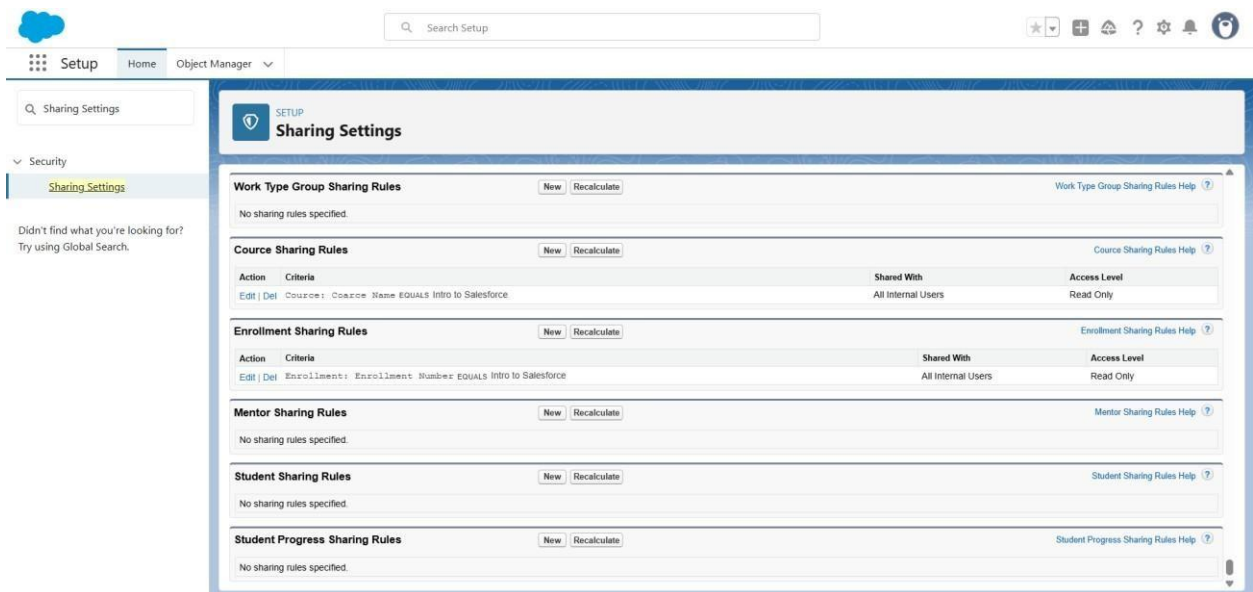 Search Setup
Setup Home Object Manager
Sharing Settings
SETUP
Sharing Settings
Security
Sharing Settings
Didn't find what you're looking for?
Try using Global Search.
Work Type Group Sharing Rules New Recalculate Work Type Group Sharing Rules Help ?
No sharing rules specified.
Cource Sharing Rules New Recalculate Cource Sharing Rules Help ?
Action Criteria Shared With Access Level
Edit | Del Cource: Coarce Name EQUALS Intro to Salesforce All Internal Users Read Only
Enrollment Sharing Rules New Recalculate Enrollment Sharing Rules Help ?
Action Criteria Shared With Access Level
Edit | Del Enrollment: Enrollment Number EQUALS Intro to Salesforce All Internal Users Read Only
Mentor Sharing Rules New Recalculate Mentor Sharing Rules Help ?
No sharing rules specified.
Student Sharing Rules New Recalculate Student Sharing Rules Help ?
No sharing rules specified.
Student Progress Sharing Rules New Recalculate Student Progress Sharing Rules Help ?
No sharing rules specified.